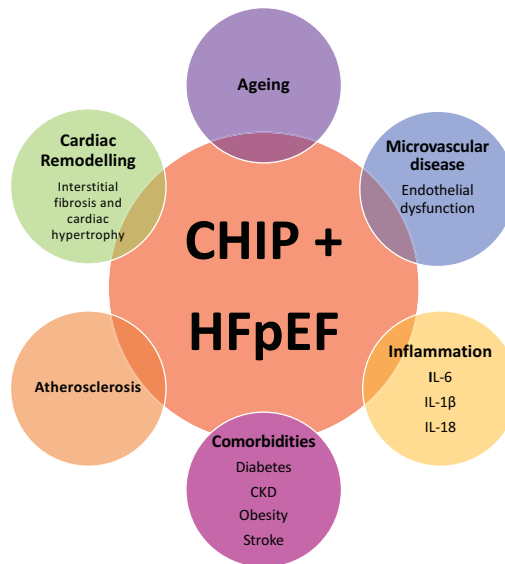 Ageing
Cardiac
Remodelling
Interstitial
fibrosis and
cardiac
hypertrophy
Microvascular
disease
Endothelial
dysfunction
CHIP +
HFpEF
Atherosclerosis
Inflammation
IL-6
IL-1β
IL-18
Comorbidities
Diabetes
CKD
Obesity
Stroke